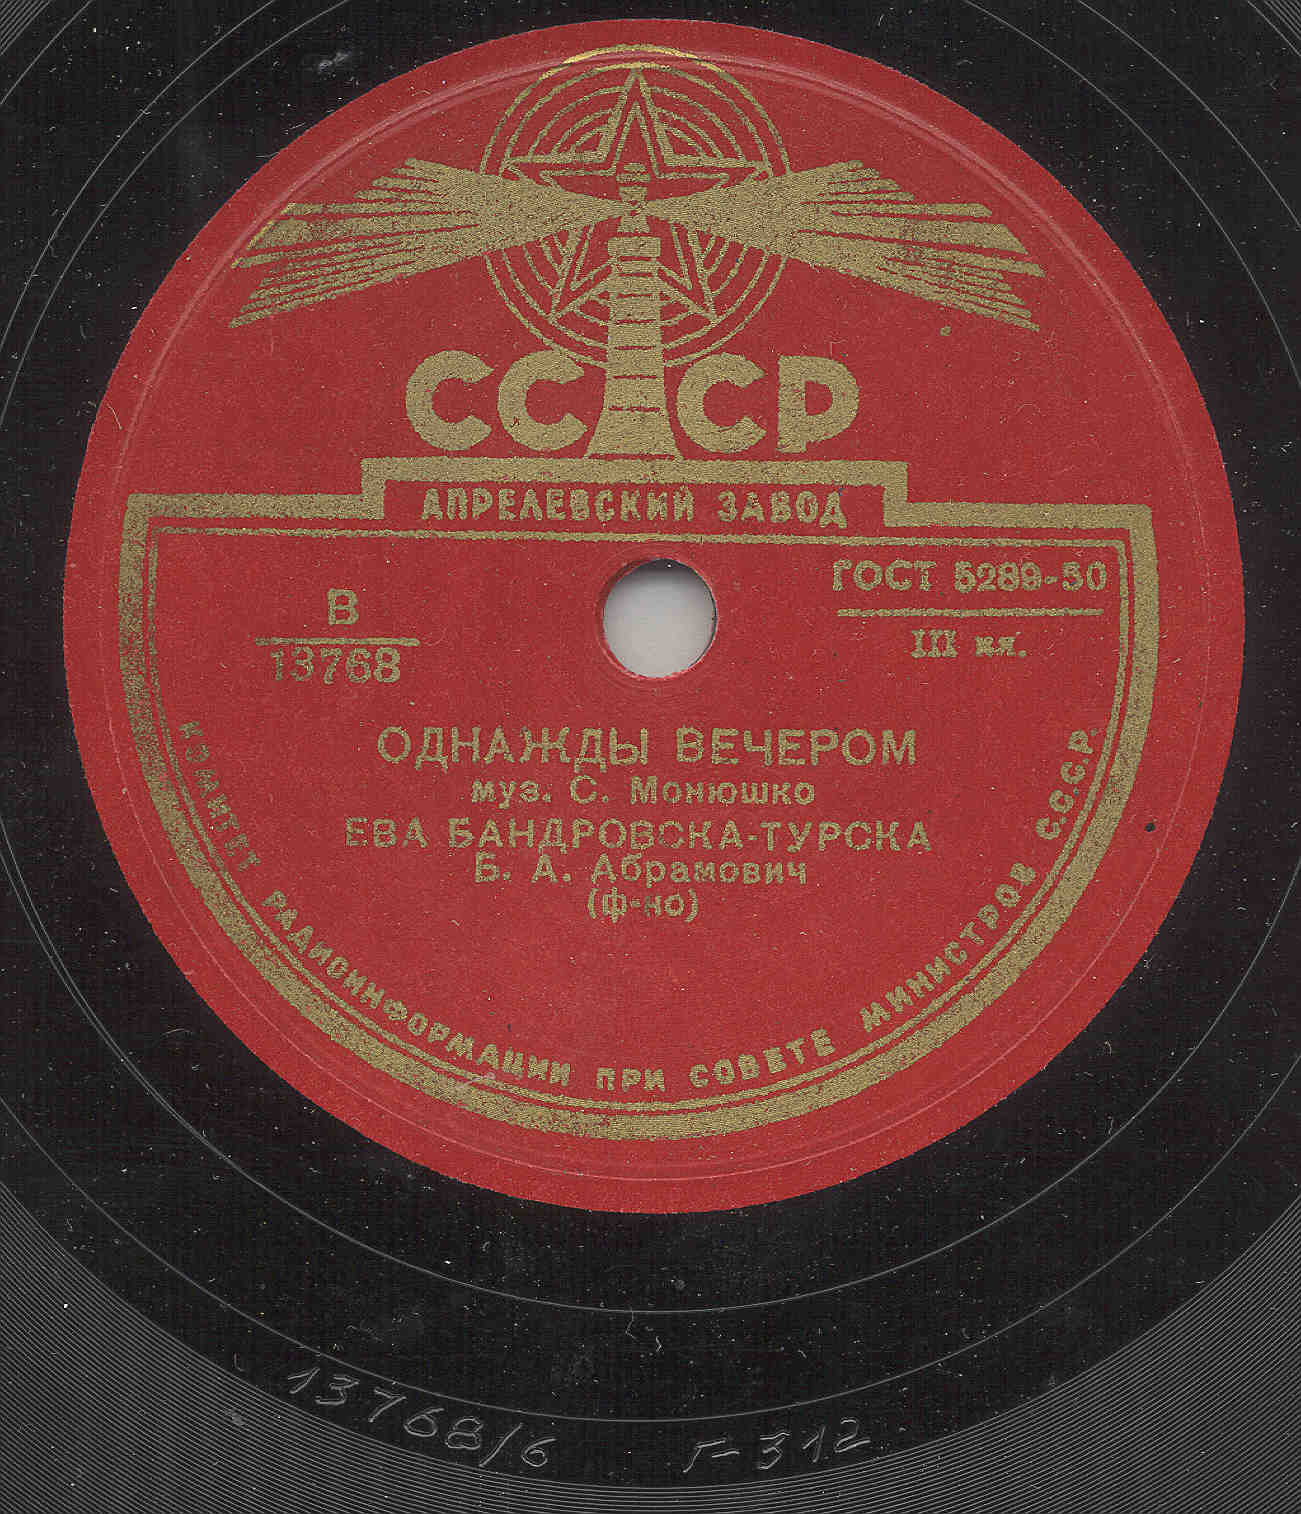 СССР
АПРЕЛЕВСКИЙ ЗАВОД
ГОСТ 5289-50
III кл.
В
13768
ОДНАЖДЫ ВЕЧЕРОМ
муз. С. Монюшко
ЕВА БАНДРОВСКА-ТУРСКА
Б. А. Абрамович
(ф-но)
КОМИТЕТ РАДИОИНФОРМАЦИИ ПРИ СОВЕТЕ МИНИСТРОВ С.С.С.Р.
13768/6 Г-312